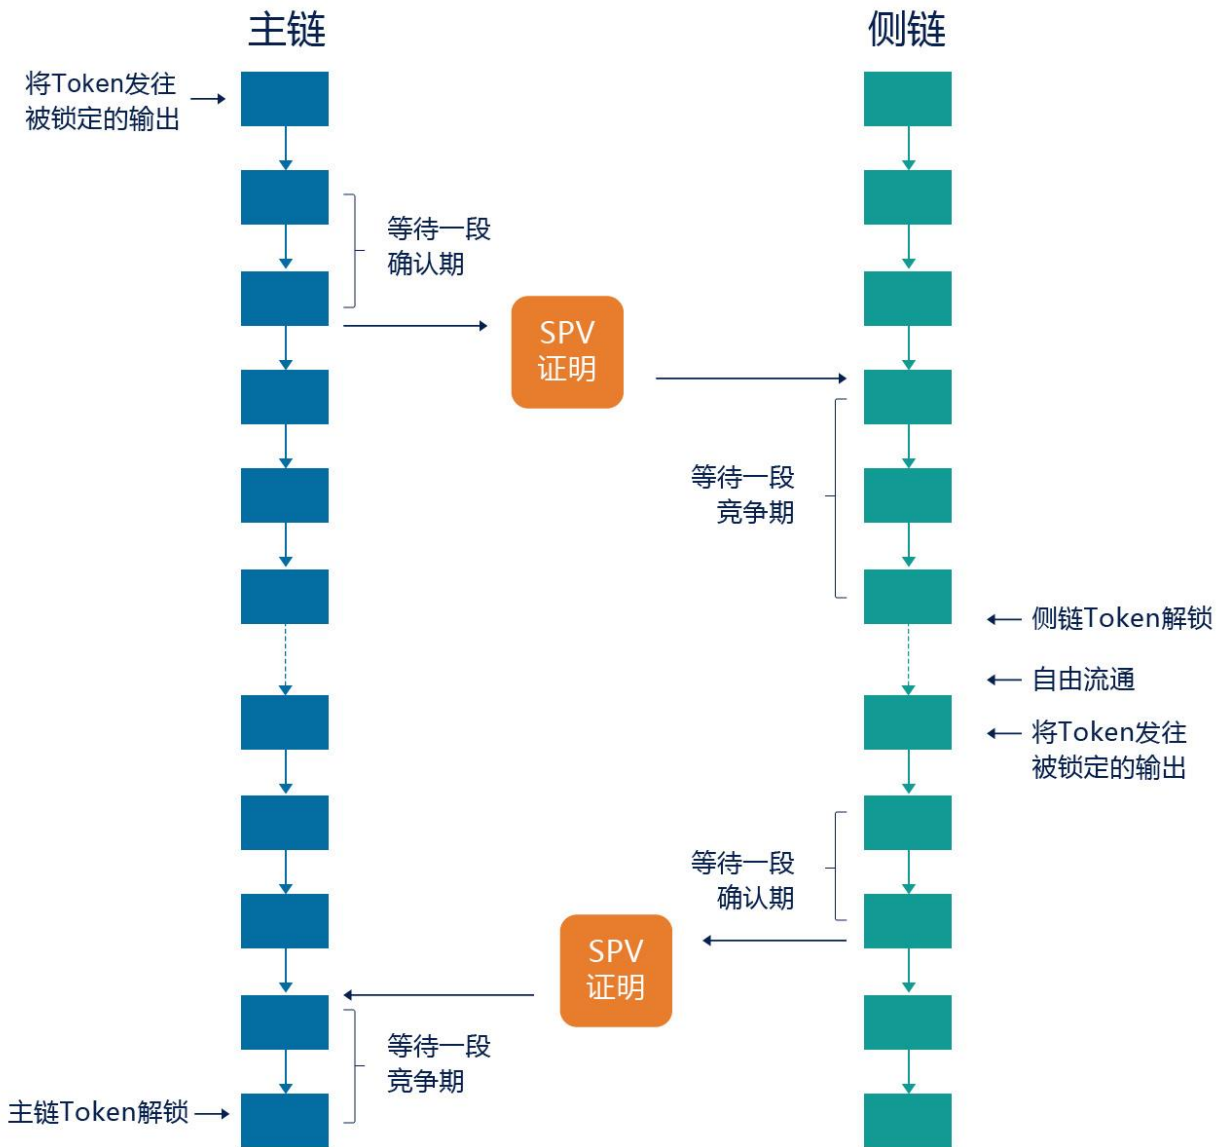 主链
侧链
将Token发往
被锁定的输出
等待一段
确认期
SPV
证明
等待一段
竞争期
侧链Token解锁
自由流通
将Token发往
被锁定的输出
等待一段
确认期
SPV
证明
等待一段
竞争期
主链Token解锁